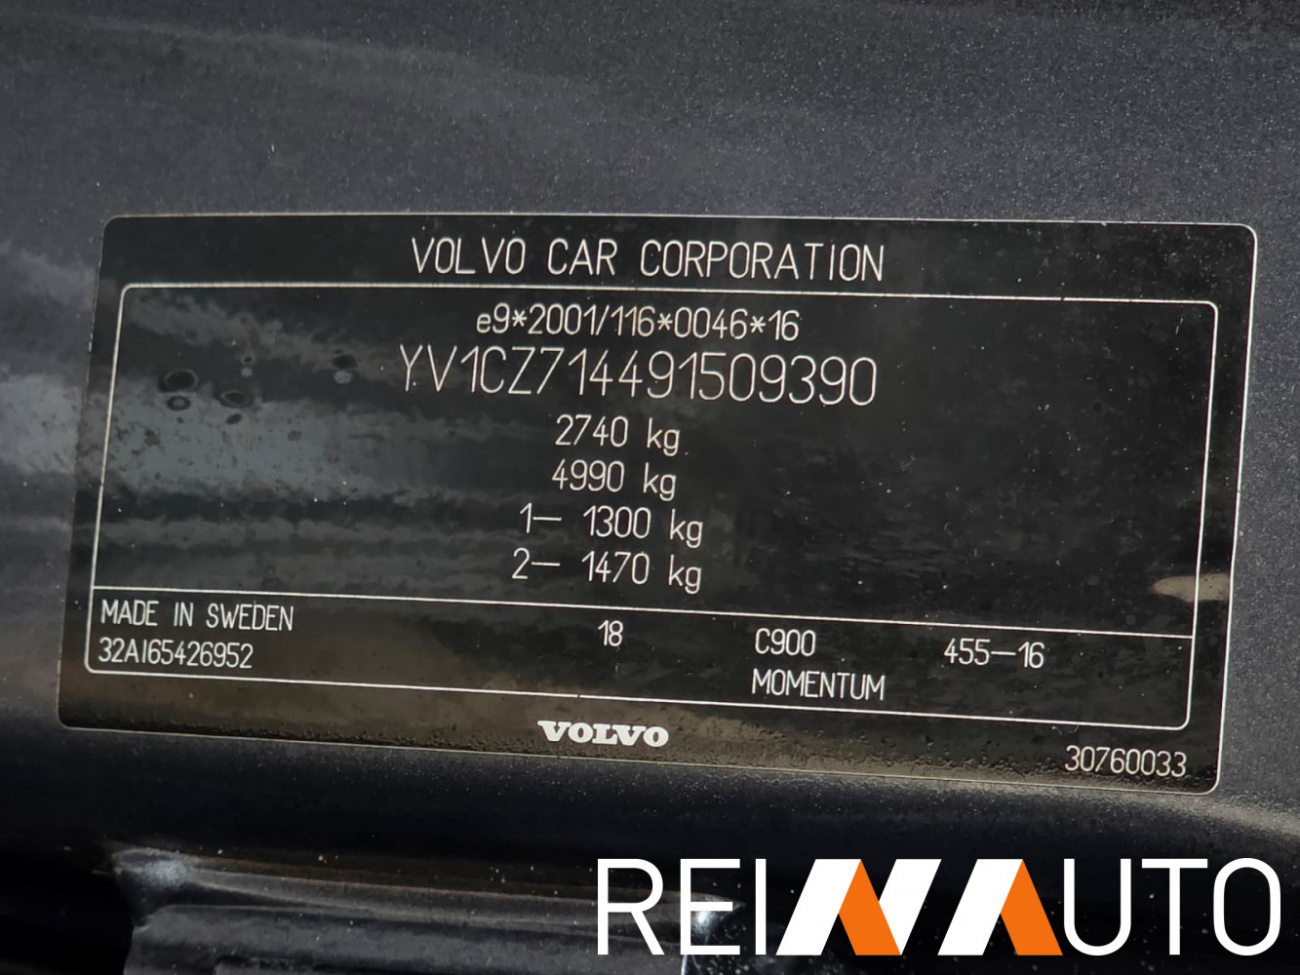 VOLVO CAR CORPORATION
e9*2001/116*0046*16
YV1CZ714491509390
2740 kg
4990 kg
1— 1300 kg
2— 1470 kg
MADE IN SWEDEN 18 C900 455—16
32AI65426952 MOMENTUM
VOLVO
30760033
REINAUTO